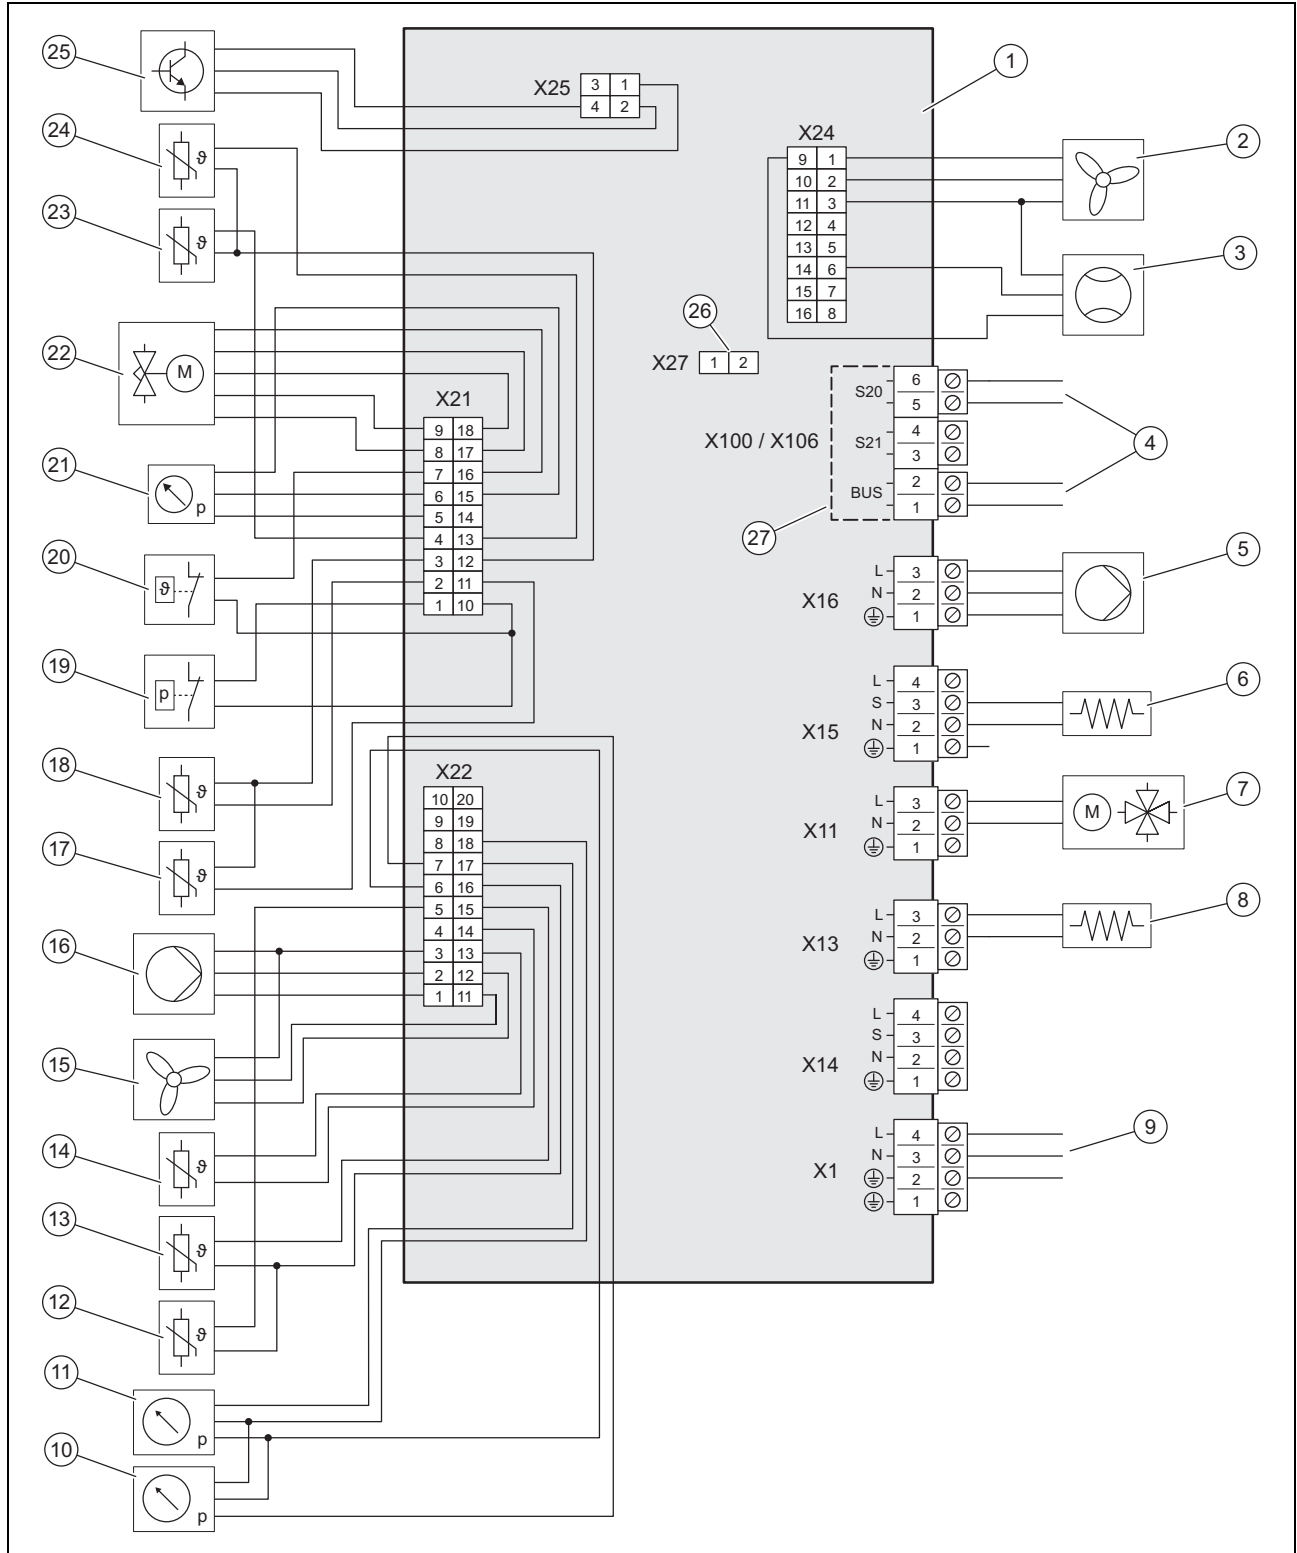 25
X25
3 1
4 2
1
24
X24
2
9 1
10 2
11 3
12 4
13 5
14 6
15 7
16 8
ϑ
23
ϑ
3
26
X27
1 2
22
M
X21
9 18
8 17
7 16
6 15
5 14
4 13
3 12
2 11
1 10
X100 / X106
S20
6
5
S21
4
3
BUS
2
1
4
27
21
p
20
ϑ
X16
L 3
N 2
1
5
19
p
X15
L 4
S 3
N 2
1
6
18
ϑ
X22
10 20
9 19
8 18
7 17
6 16
5 15
4 14
3 13
2 12
1 11
X11
L 3
N 2
1
M
7
17
ϑ
X13
L 3
N 2
1
8
16
X14
L 4
S 3
N 2
1
15
14
ϑ
X1
L 4
N 3
2
1
9
13
ϑ
12
ϑ
11
p
10
p